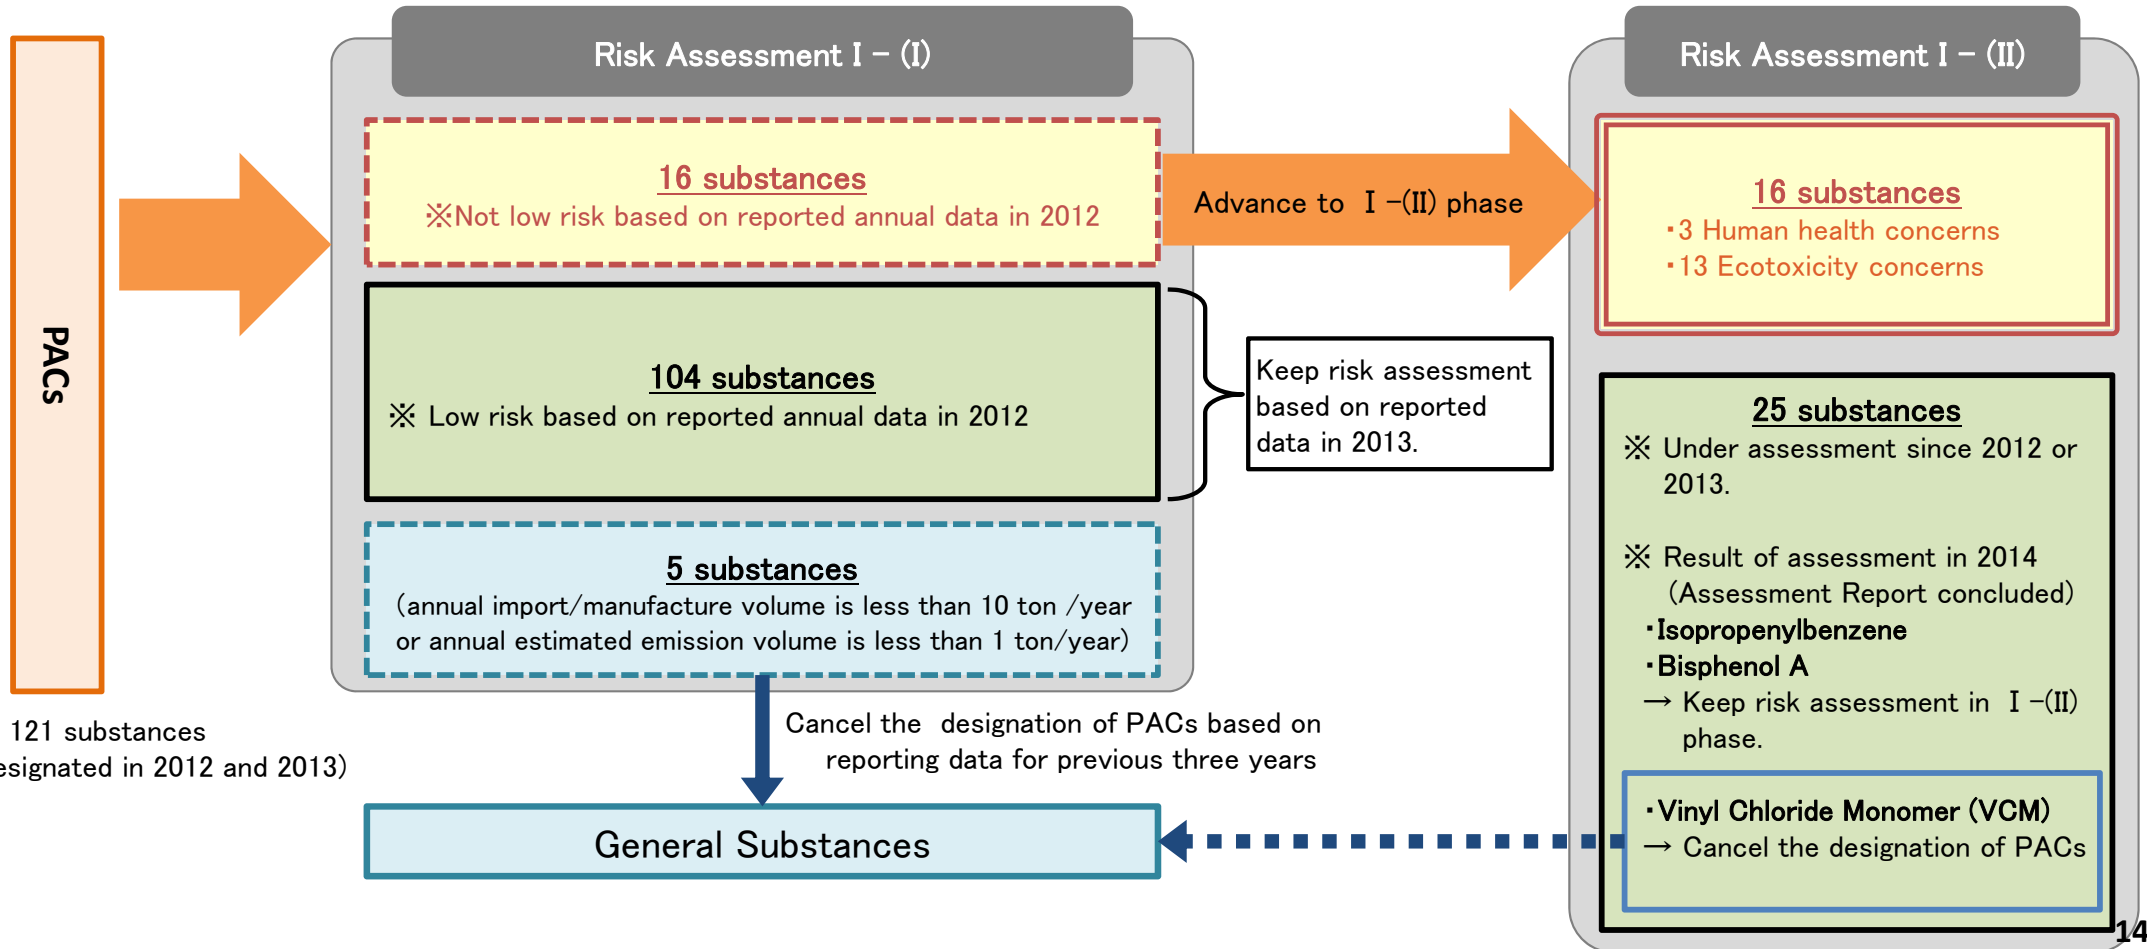 PACs
121 substances
esignated in 2012 and 2013)
Risk Assessment Ⅰ - (Ⅰ)
16 substances
※Not low risk based on reported annual data in 2012
104 substances
※ Low risk based on reported annual data in 2012
5 substances
(annual import/manufacture volume is less than 10 ton /year
or annual estimated emission volume is less than 1 ton/year)
Advance to Ⅰ-(Ⅱ) phase
Keep risk assessment
based on reported
data in 2013.
Cancel the designation of PACs based on
reporting data for previous three years
General Substances
Risk Assessment Ⅰ - (Ⅱ)
16 substances
・3 Human health concerns
・13 Ecotoxicity concerns
25 substances
※ Under assessment since 2012 or
2013.
※ Result of assessment in 2014
(Assessment Report concluded)
・Isopropenylbenzene
・Bisphenol A
→ Keep risk assessment in Ⅰ-(Ⅱ)
phase.
・Vinyl Chloride Monomer (VCM)
→ Cancel the designation of PACs
14